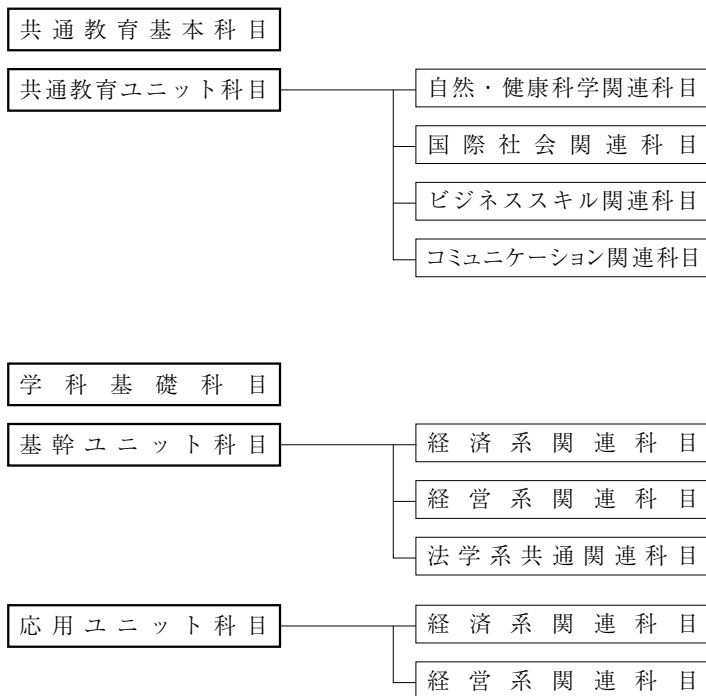 共通教育基本科目
共通教育ユニット科目
自然・健康科学関連科目
国際社会関連科目
ビジネススキル関連科目
コミュニケーション関連科目
学科基礎科目
基幹ユニット科目
経済系関連科目
経営系関連科目
法学系共通関連科目
応用ユニット科目
経済系関連科目
経営系関連科目